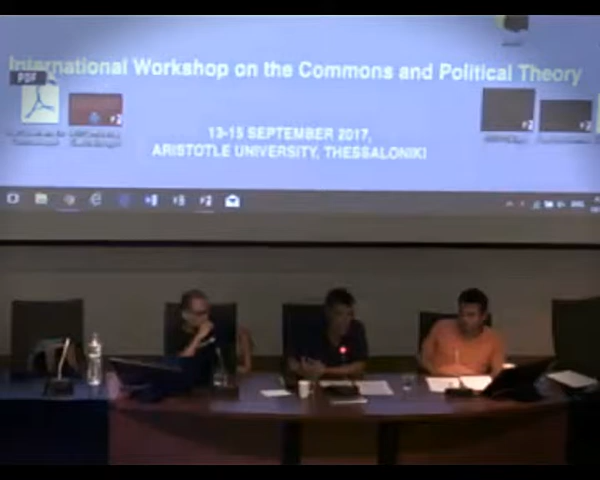 International Workshop on the Commons and Political Theory
PDF
13-15 SEPTEMBER 2017,
ARISTOTLE UNIVERSITY, THESSALONIKI